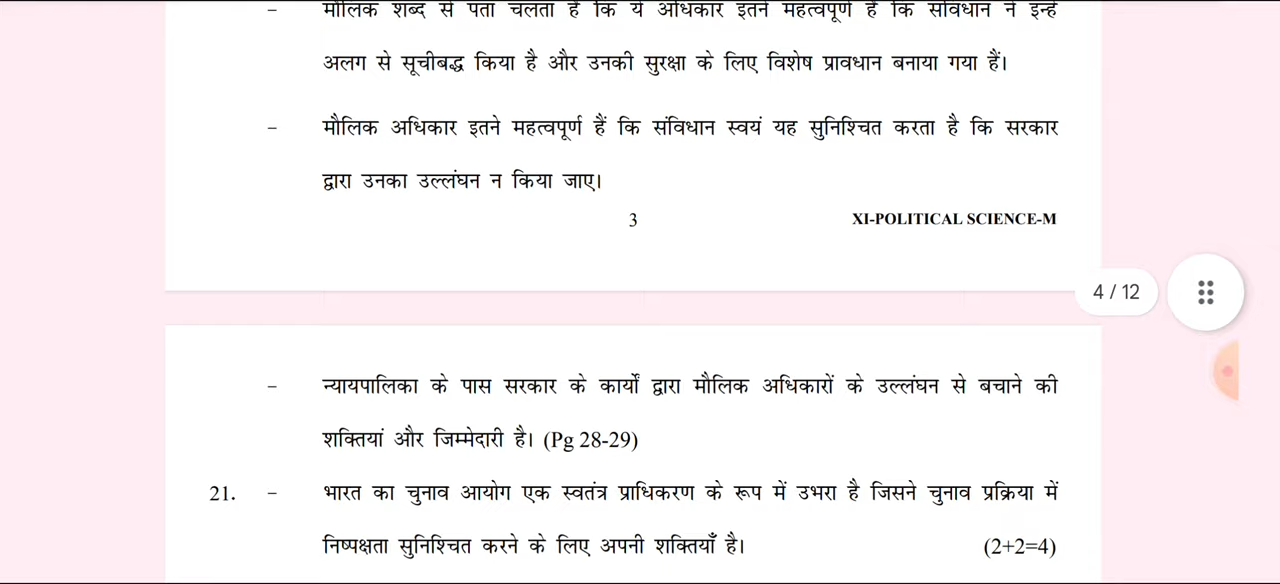 - मौलिक शब्द से पता चलता है कि ये अधिकार इतने महत्वपूर्ण है कि संविधान ने इन्हें
अलग से सूचीबद्ध किया है और उनकी सुरक्षा के लिए विशेष प्रावधान बनाया गया हैं।
- मौलिक अधिकार इतने महत्वपूर्ण हैं कि संविधान स्वयं यह सुनिश्चित करता है कि सरकार
द्वारा उनका उल्लंघन न किया जाए।
3 XI-POLITICAL SCIENCE-M
4 / 12
- न्यायपालिका के पास सरकार के कार्यों द्वारा मौलिक अधिकारों के उल्लंघन से बचाने की
शक्तियां और जिम्मेदारी है। (Pg 28-29)
21. - भारत का चुनाव आयोग एक स्वतंत्र प्राधिकरण के रूप में उभरा है जिसने चुनाव प्रक्रिया में
निष्पक्षता सुनिश्चित करने के लिए अपनी शक्तियाँ है। (2+2=4)